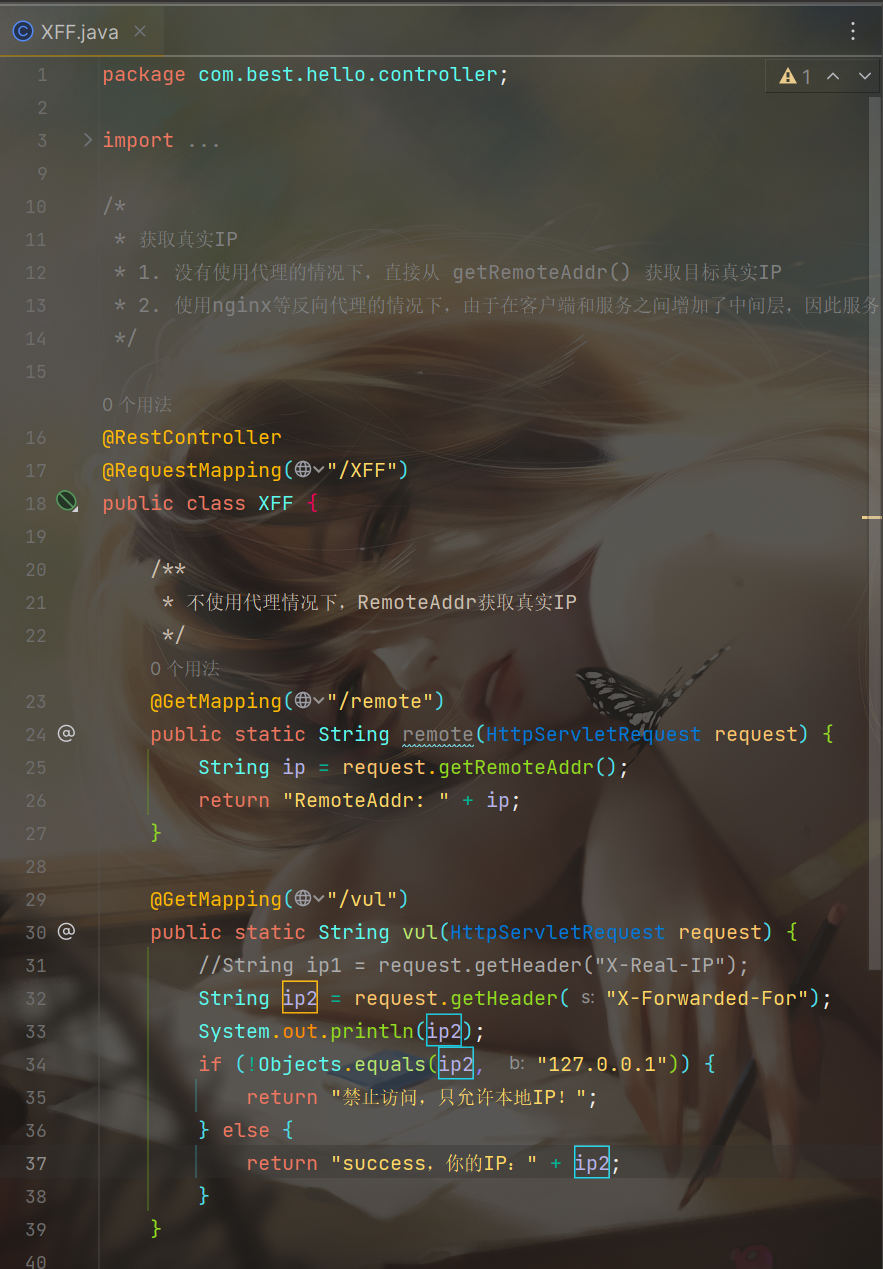 XFF.java
1
1 package com.best.hello.controller;
2
3 import ...
9
10 /*
11 * 获取真实IP
12 * 1. 没有使用代理的情况下，直接从 getRemoteAddr() 获取目标真实IP
13 * 2. 使用nginx等反向代理的情况下，由于在客户端和服务之间增加了中间层，因此服务
14 */
15
0 个用法
16 @RestController
17 @RequestMapping("/XFF")
18 public class XFF {
19
20 /**
21 * 不使用代理情况下，RemoteAddr获取真实IP
22 */
0 个用法
23 @GetMapping("/remote")
24 @ public static String remote(HttpServletRequest request) {
25 String ip = request.getRemoteAddr();
26 return "RemoteAddr: " + ip;
27 }
28
29 @GetMapping("/vul")
30 @ public static String vul(HttpServletRequest request) {
31 //String ip1 = request.getHeader("X-Real-IP");
32 String ip2 = request.getHeader( s: "X-Forwarded-For");
33 System.out.println(ip2);
34 if (!Objects.equals(ip2, b: "127.0.0.1")) {
35 return "禁止访问，只允许本地IP！";
36 } else {
37 return "success，你的IP：" + ip2;
38 }
39 }
40